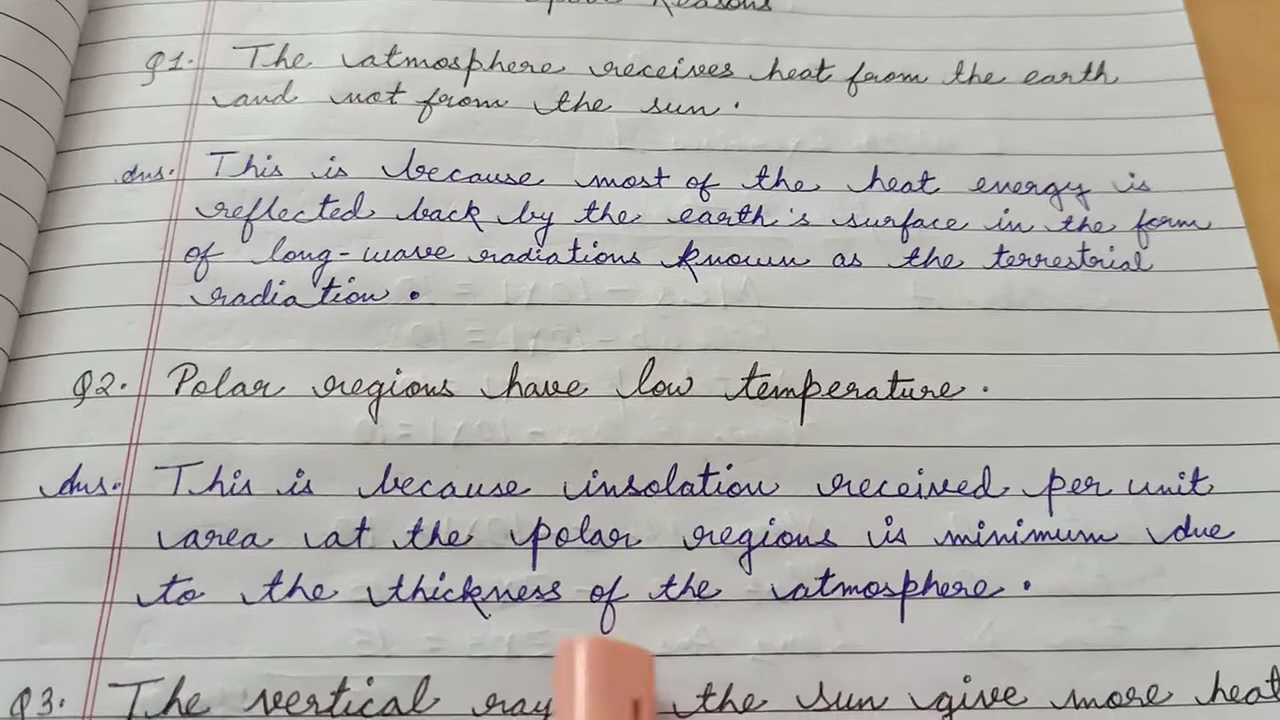 Reasons
Q1. The atmosphere receives heat from the earth
and not from the sun.
Ans. This is because most of the heat energy is
reflected back by the earth's surface in the form
of long-wave radiations known as the terrestrial
radiation.
Q2. Polar regions have low temperature.
Ans. This is because insolation received per unit
area at the polar regions is minimum due
to the thickness of the atmosphere.
Q3. The vertical ray the sun give more heat